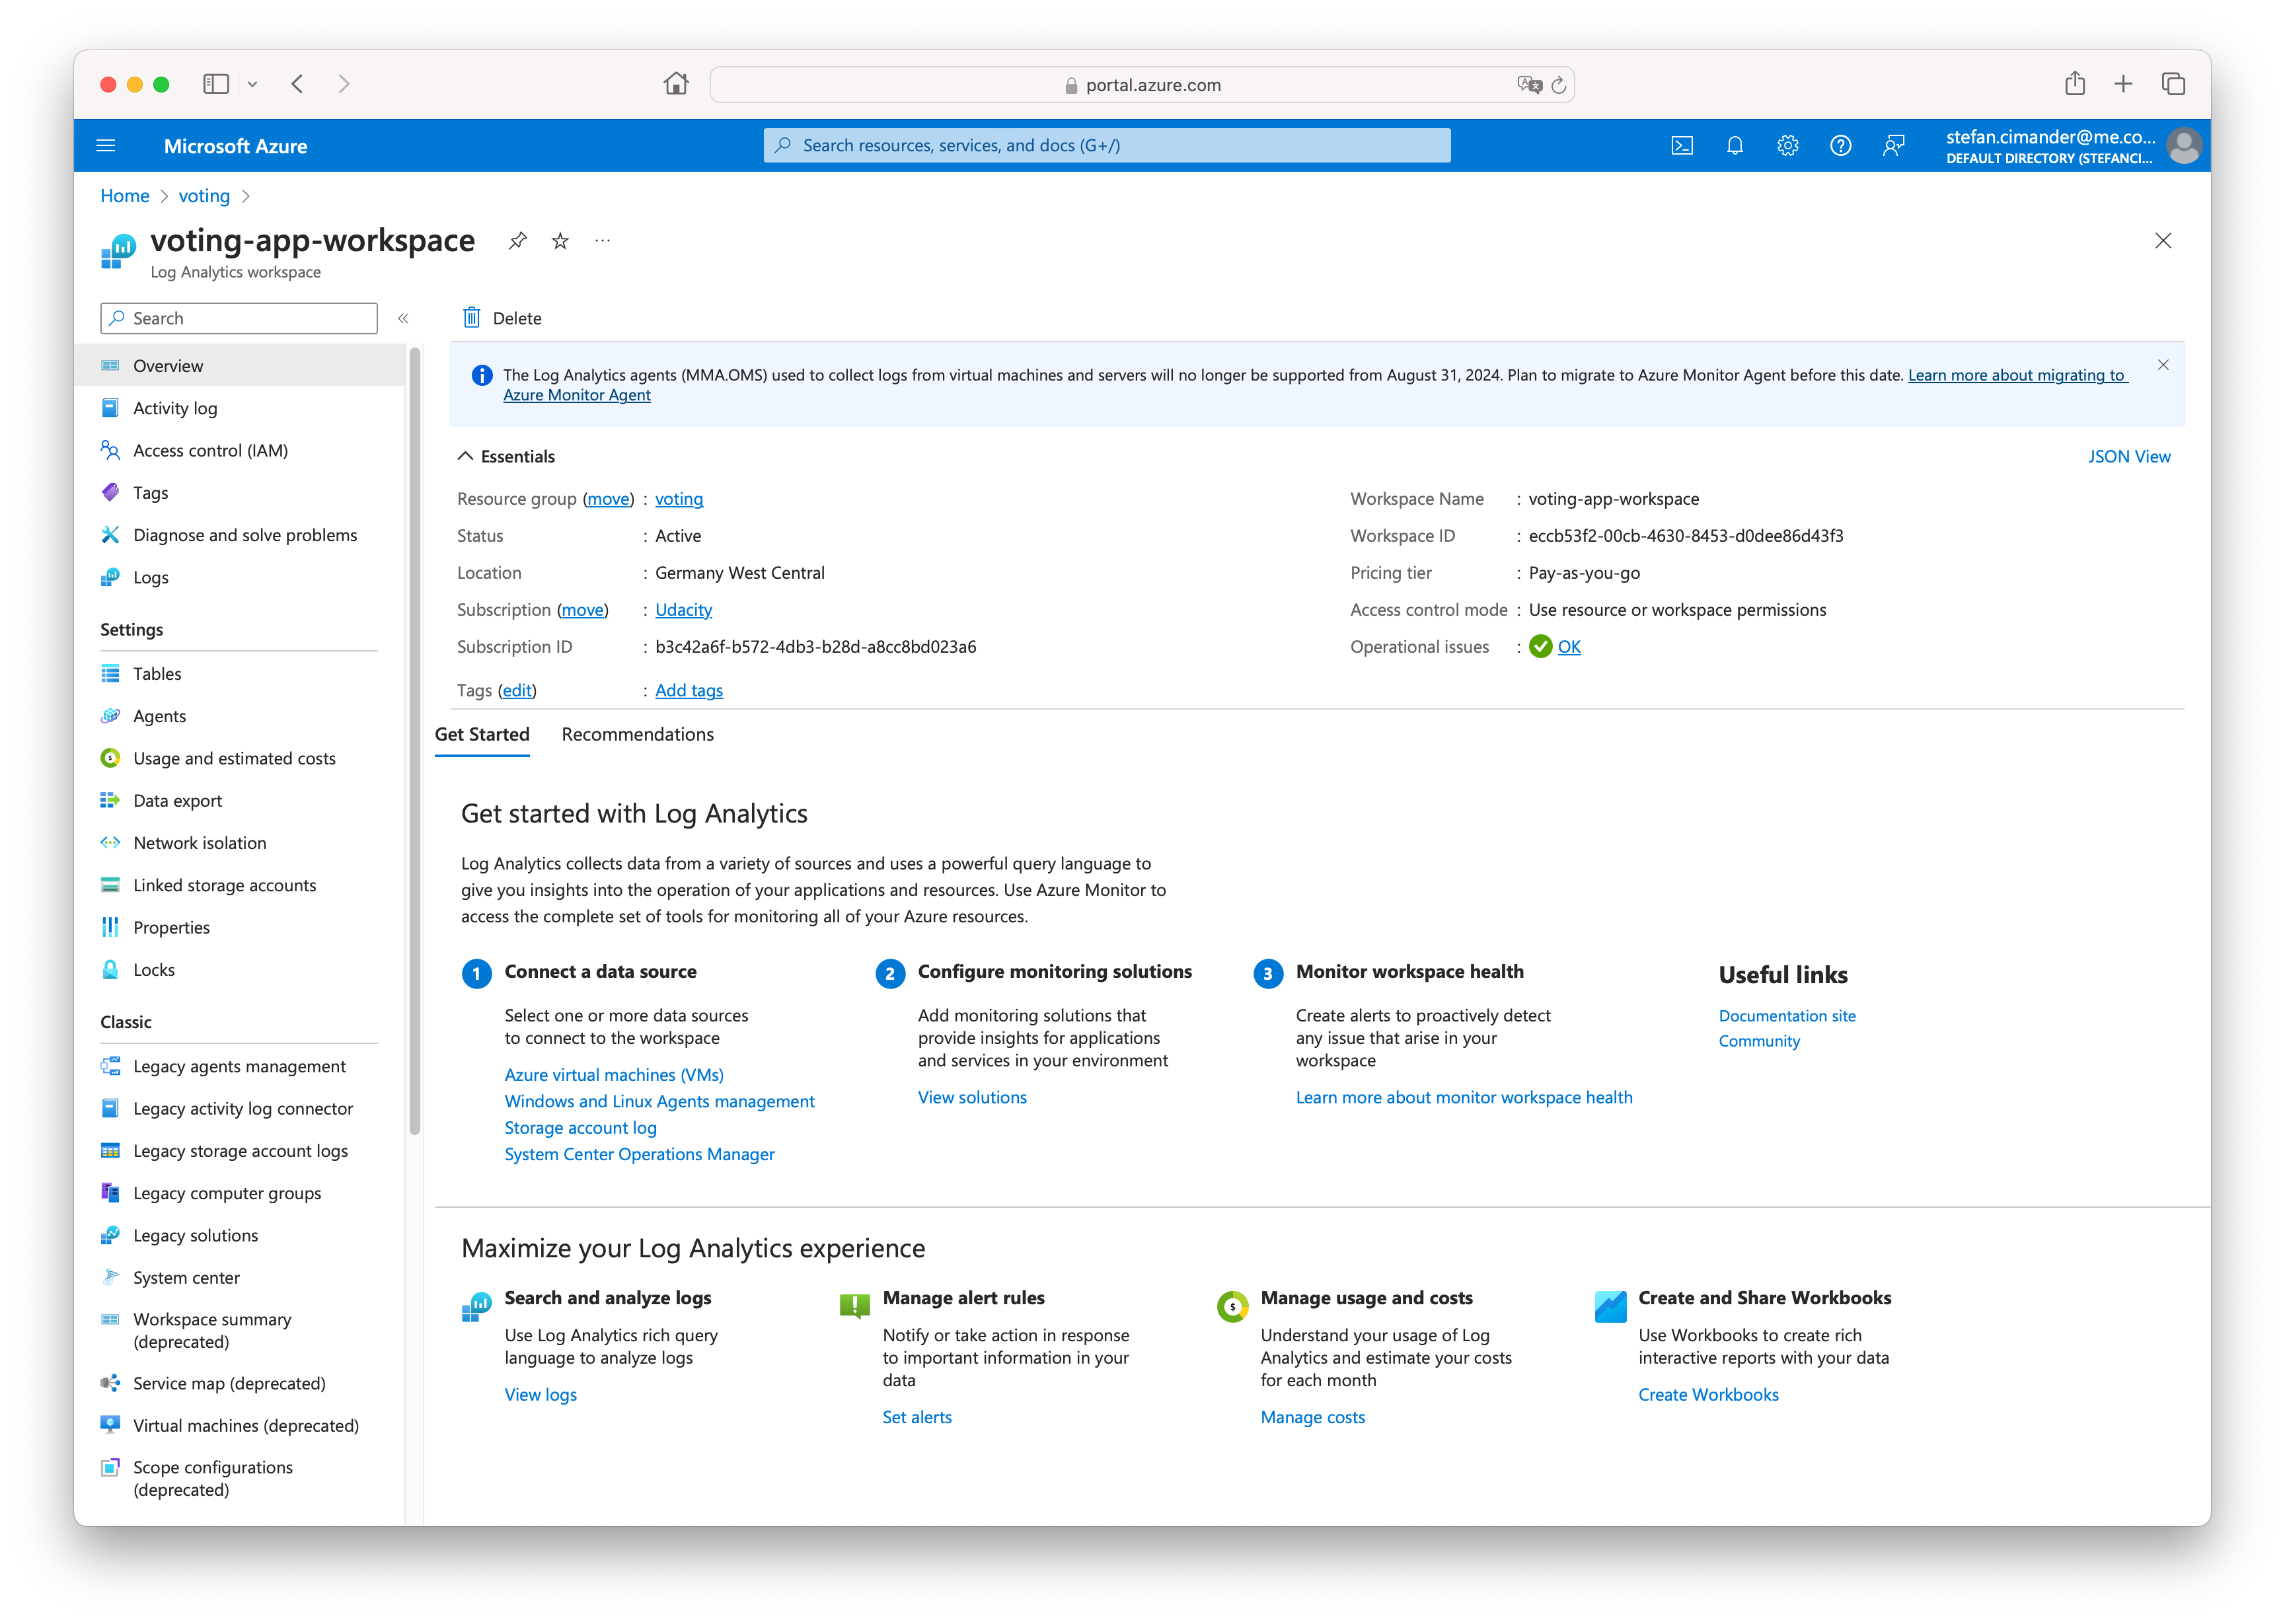 portal.azure.com
Microsoft Azure
Search resources, services, and docs (G+/)
stefan.cimander@me.co...
DEFAULT DIRECTORY (STEFANCI...
Home > voting >
voting-app-workspace
Log Analytics workspace
Search
Overview
Activity log
Access control (IAM)
Tags
Diagnose and solve problems
Logs
Settings
Tables
Agents
Usage and estimated costs
Data export
Network isolation
Linked storage accounts
Properties
Locks
Classic
Legacy agents management
Legacy activity log connector
Legacy storage account logs
Legacy computer groups
Legacy solutions
System center
Workspace summary
(deprecated)
Service map (deprecated)
Virtual machines (deprecated)
Scope configurations
(deprecated)
Delete
The Log Analytics agents (MMA.OMS) used to collect logs from virtual machines and servers will no longer be supported from August 31, 2024. Plan to migrate to Azure Monitor Agent before this date. Learn more about migrating to
Azure Monitor Agent
Essentials
JSON View
Resource group (move) : voting
Status : Active
Location : Germany West Central
Subscription (move) : Udacity
Subscription ID : b3c42a6f-b572-4db3-b28d-a8cc8bd023a6
Tags (edit) : Add tags
Workspace Name : voting-app-workspace
Workspace ID : eccb53f2-00cb-4630-8453-d0dee86d43f3
Pricing tier : Pay-as-you-go
Access control mode : Use resource or workspace permissions
Operational issues : OK
Get Started Recommendations
Get started with Log Analytics
Log Analytics collects data from a variety of sources and uses a powerful query language to
give you insights into the operation of your applications and resources. Use Azure Monitor to
access the complete set of tools for monitoring all of your Azure resources.
1 Connect a data source
Select one or more data sources
to connect to the workspace
Azure virtual machines (VMs)
Windows and Linux Agents management
Storage account log
System Center Operations Manager
2 Configure monitoring solutions
Add monitoring solutions that
provide insights for applications
and services in your environment
View solutions
3 Monitor workspace health
Create alerts to proactively detect
any issue that arise in your
workspace
Learn more about monitor workspace health
Useful links
Documentation site
Community
Maximize your Log Analytics experience
Search and analyze logs
Use Log Analytics rich query
language to analyze logs
View logs
Manage alert rules
Notify or take action in response
to important information in your
data
Set alerts
Manage usage and costs
Understand your usage of Log
Analytics and estimate your costs
for each month
Manage costs
Create and Share Workbooks
Use Workbooks to create rich
interactive reports with your data
Create Workbooks